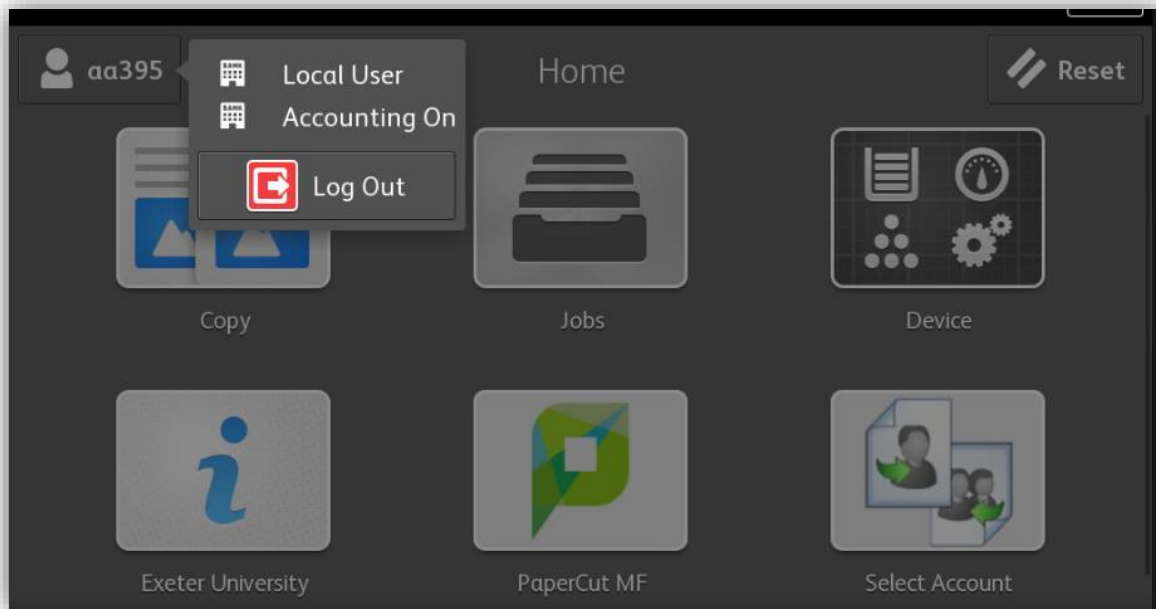 aa395
Local User
Accounting On
Log Out
Home
Reset
Copy
Jobs
Device
Exeter University
PaperCut MF
Select Account